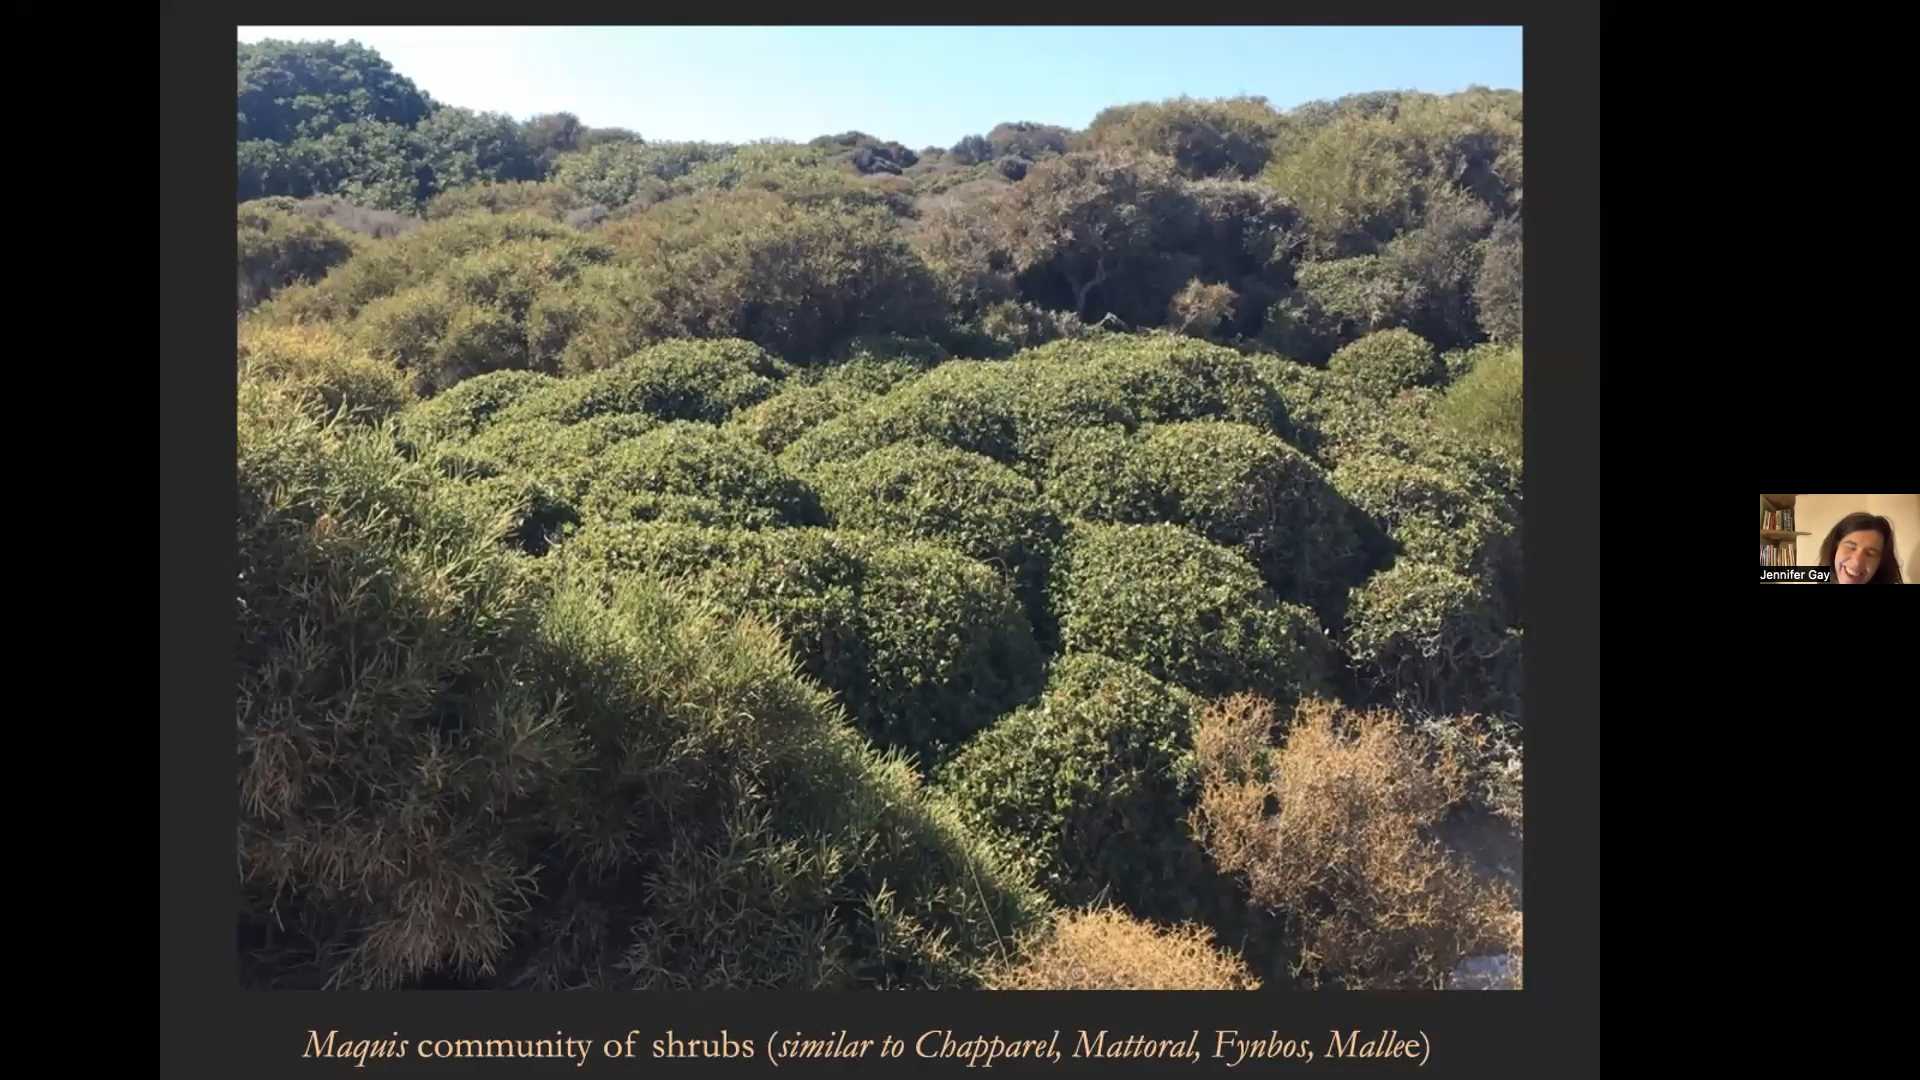 Jennifer Gay
Maquis community of shrubs (similar to Chapparel, Mattoral, Fynbos, Mallee)